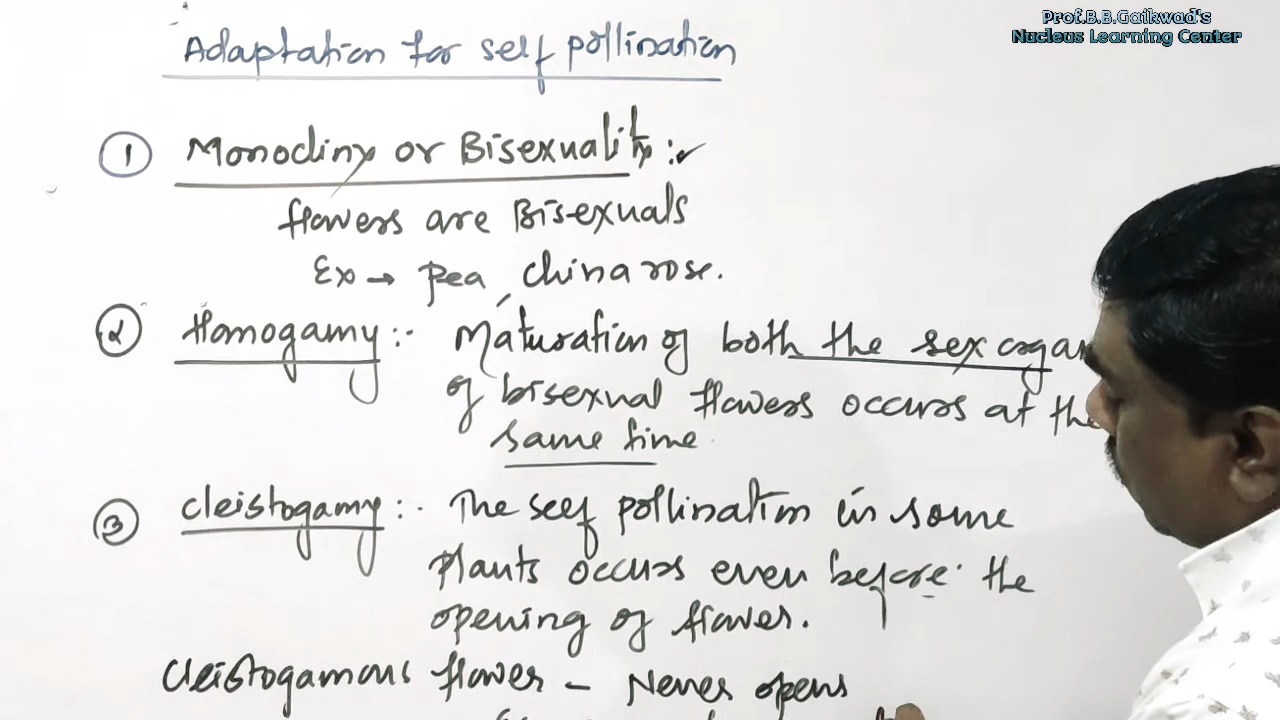 Prof.B.B.Gaikwad's
Nucleus Learning Center
Adaptation for self pollination
1 Monocliny or Bisexuality :-
flowers are Bisexuals
Ex → Pea, China rose.
2 Homogamy :- Maturation of both the sex
of bisexual flowers occurs at the
same time
3 Cleistogamy :- The self pollination in some
Plants occurs even before the
opening of flower.
Cleistogamous flower - Never opens